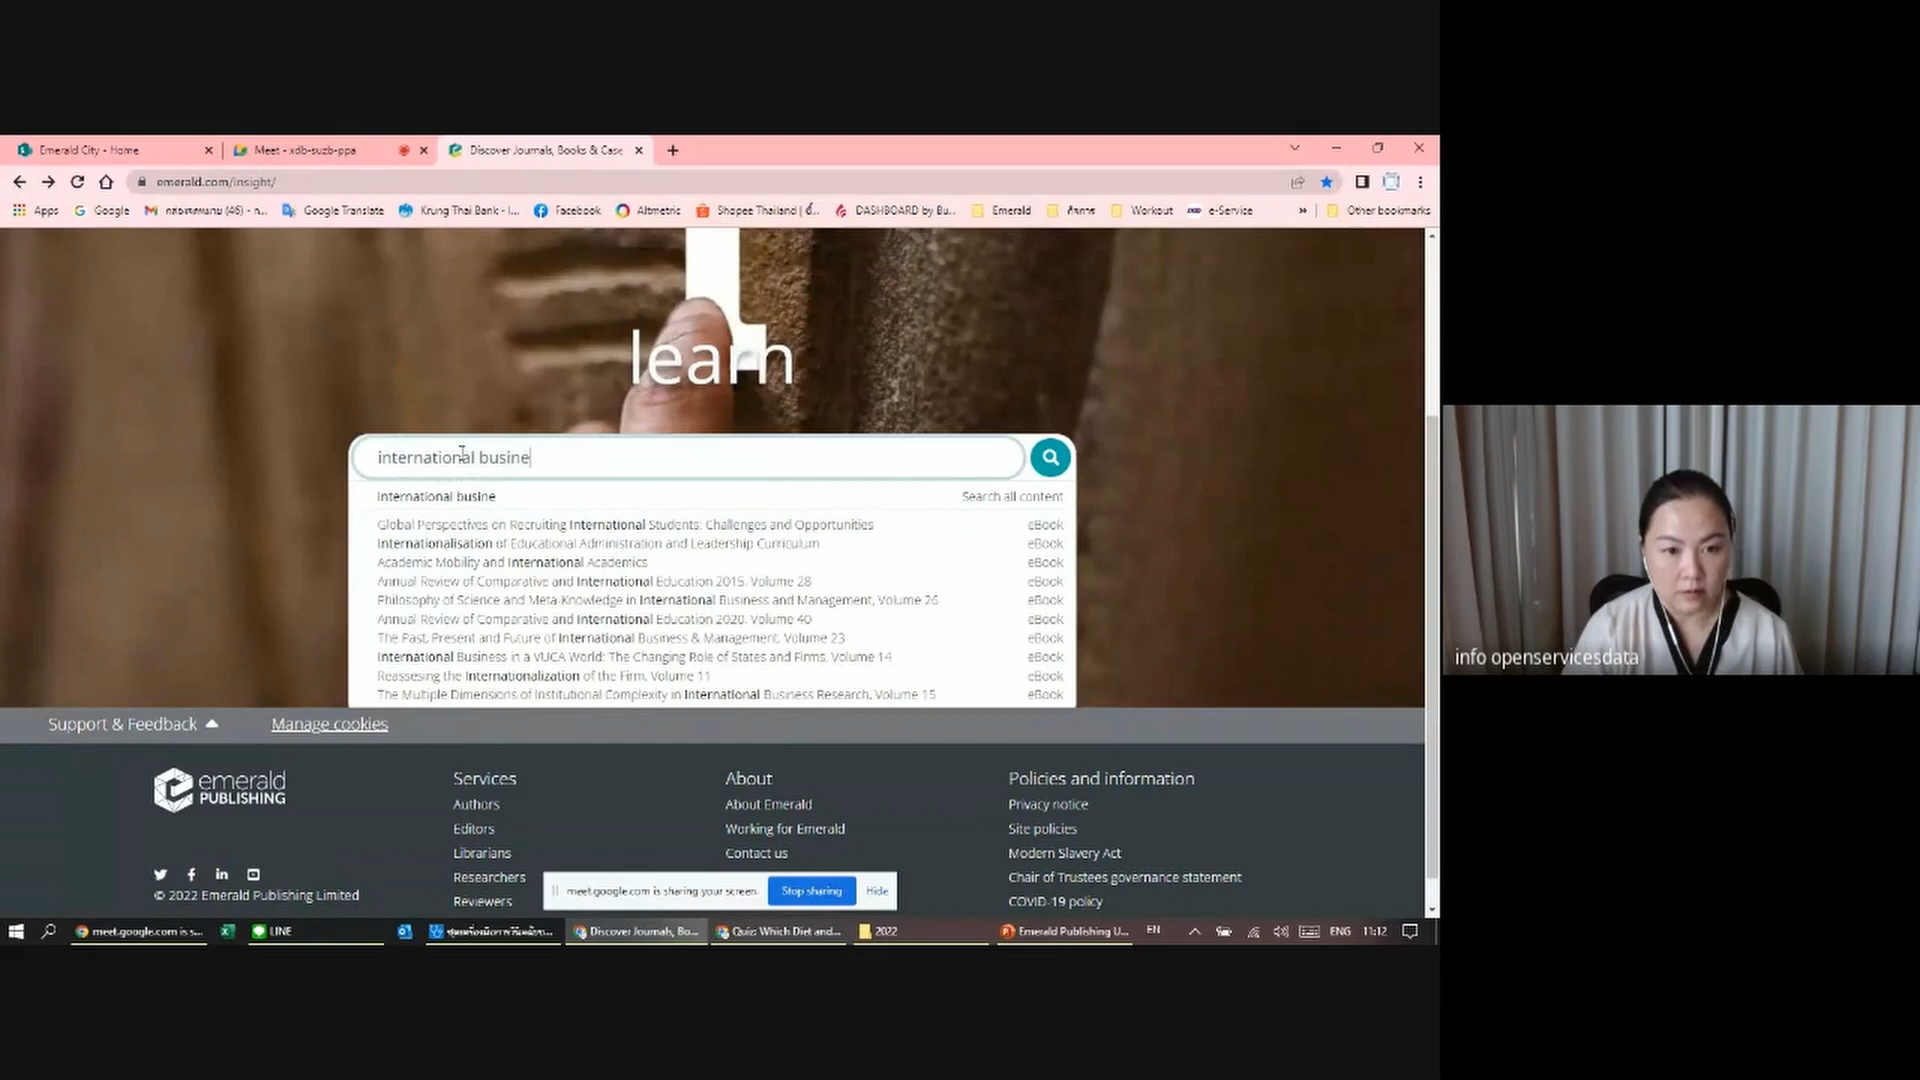 Emerald City - Home
Meet - xdb-suzb-ppa
Discover Journals, Books & Case
emerald.com/insight/
Apps
Google
Google Translate
Krung Thai Bank - I...
Facebook
Altmetric
Shopee Thailand | ซื้...
DASHBOARD by Bu...
Emerald
Workout
e-Service
»
Other bookmarks
learn
international busine
international busine Search all content
Global Perspectives on Recruiting International Students: Challenges and Opportunities eBook
Internationalisation of Educational Administration and Leadership Curriculum eBook
Academic Mobility and International Academics eBook
Annual Review of Comparative and International Education 2015, Volume 28 eBook
Philosophy of Science and Meta-Knowledge in International Business and Management, Volume 26 eBook
Annual Review of Comparative and International Education 2020, Volume 40 eBook
The Past, Present and Future of International Business & Management, Volume 23 eBook
International Business in a VUCA World: The Changing Role of States and Firms, Volume 14 eBook
Reassesing the Internationalization of the Firm, Volume 11 eBook
The Multiple Dimensions of Institutional Complexity in International Business Research, Volume 15 eBook
info openservicesdata
Support & Feedback
Manage cookies
emerald
PUBLISHING
© 2022 Emerald Publishing Limited
Services
Authors
Editors
Librarians
Researchers
Reviewers
About
About Emerald
Working for Emerald
Contact us
Policies and information
Privacy notice
Site policies
Modern Slavery Act
Chair of Trustees governance statement
COVID-19 policy
meet.google.com is sharing your screen.
Stop sharing
Hide
meet.google.com is s...
LINE
Discover Journals, Bo...
Quiz: Which Diet and...
2022
Emerald Publishing U...
EN
ENG
11:12